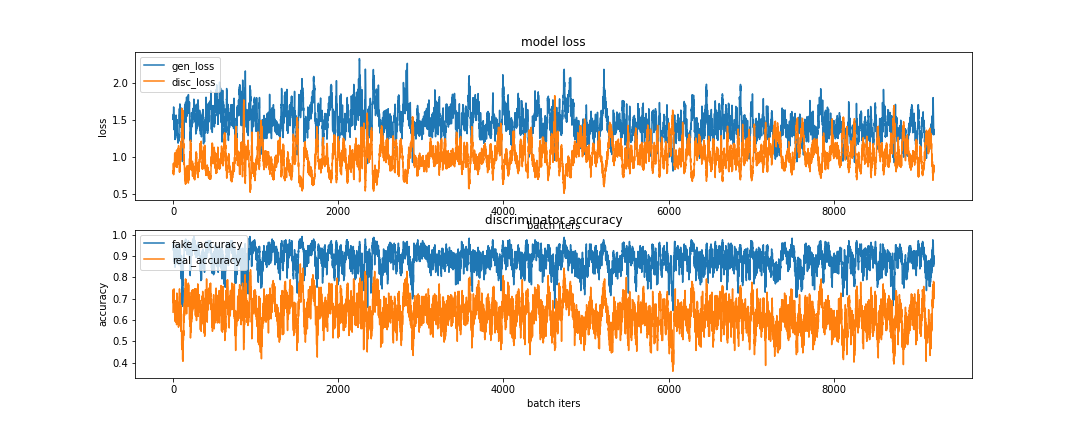 model loss
gen_loss
disc_loss
loss
2.0
1.5
1.0
0.5
0 2000 4000 6000 8000
batch iters
discriminator accuracy
fake_accuracy
real_accuracy
accuracy
1.0
0.9
0.8
0.7
0.6
0.5
0.4
0 2000 4000 6000 8000
batch iters